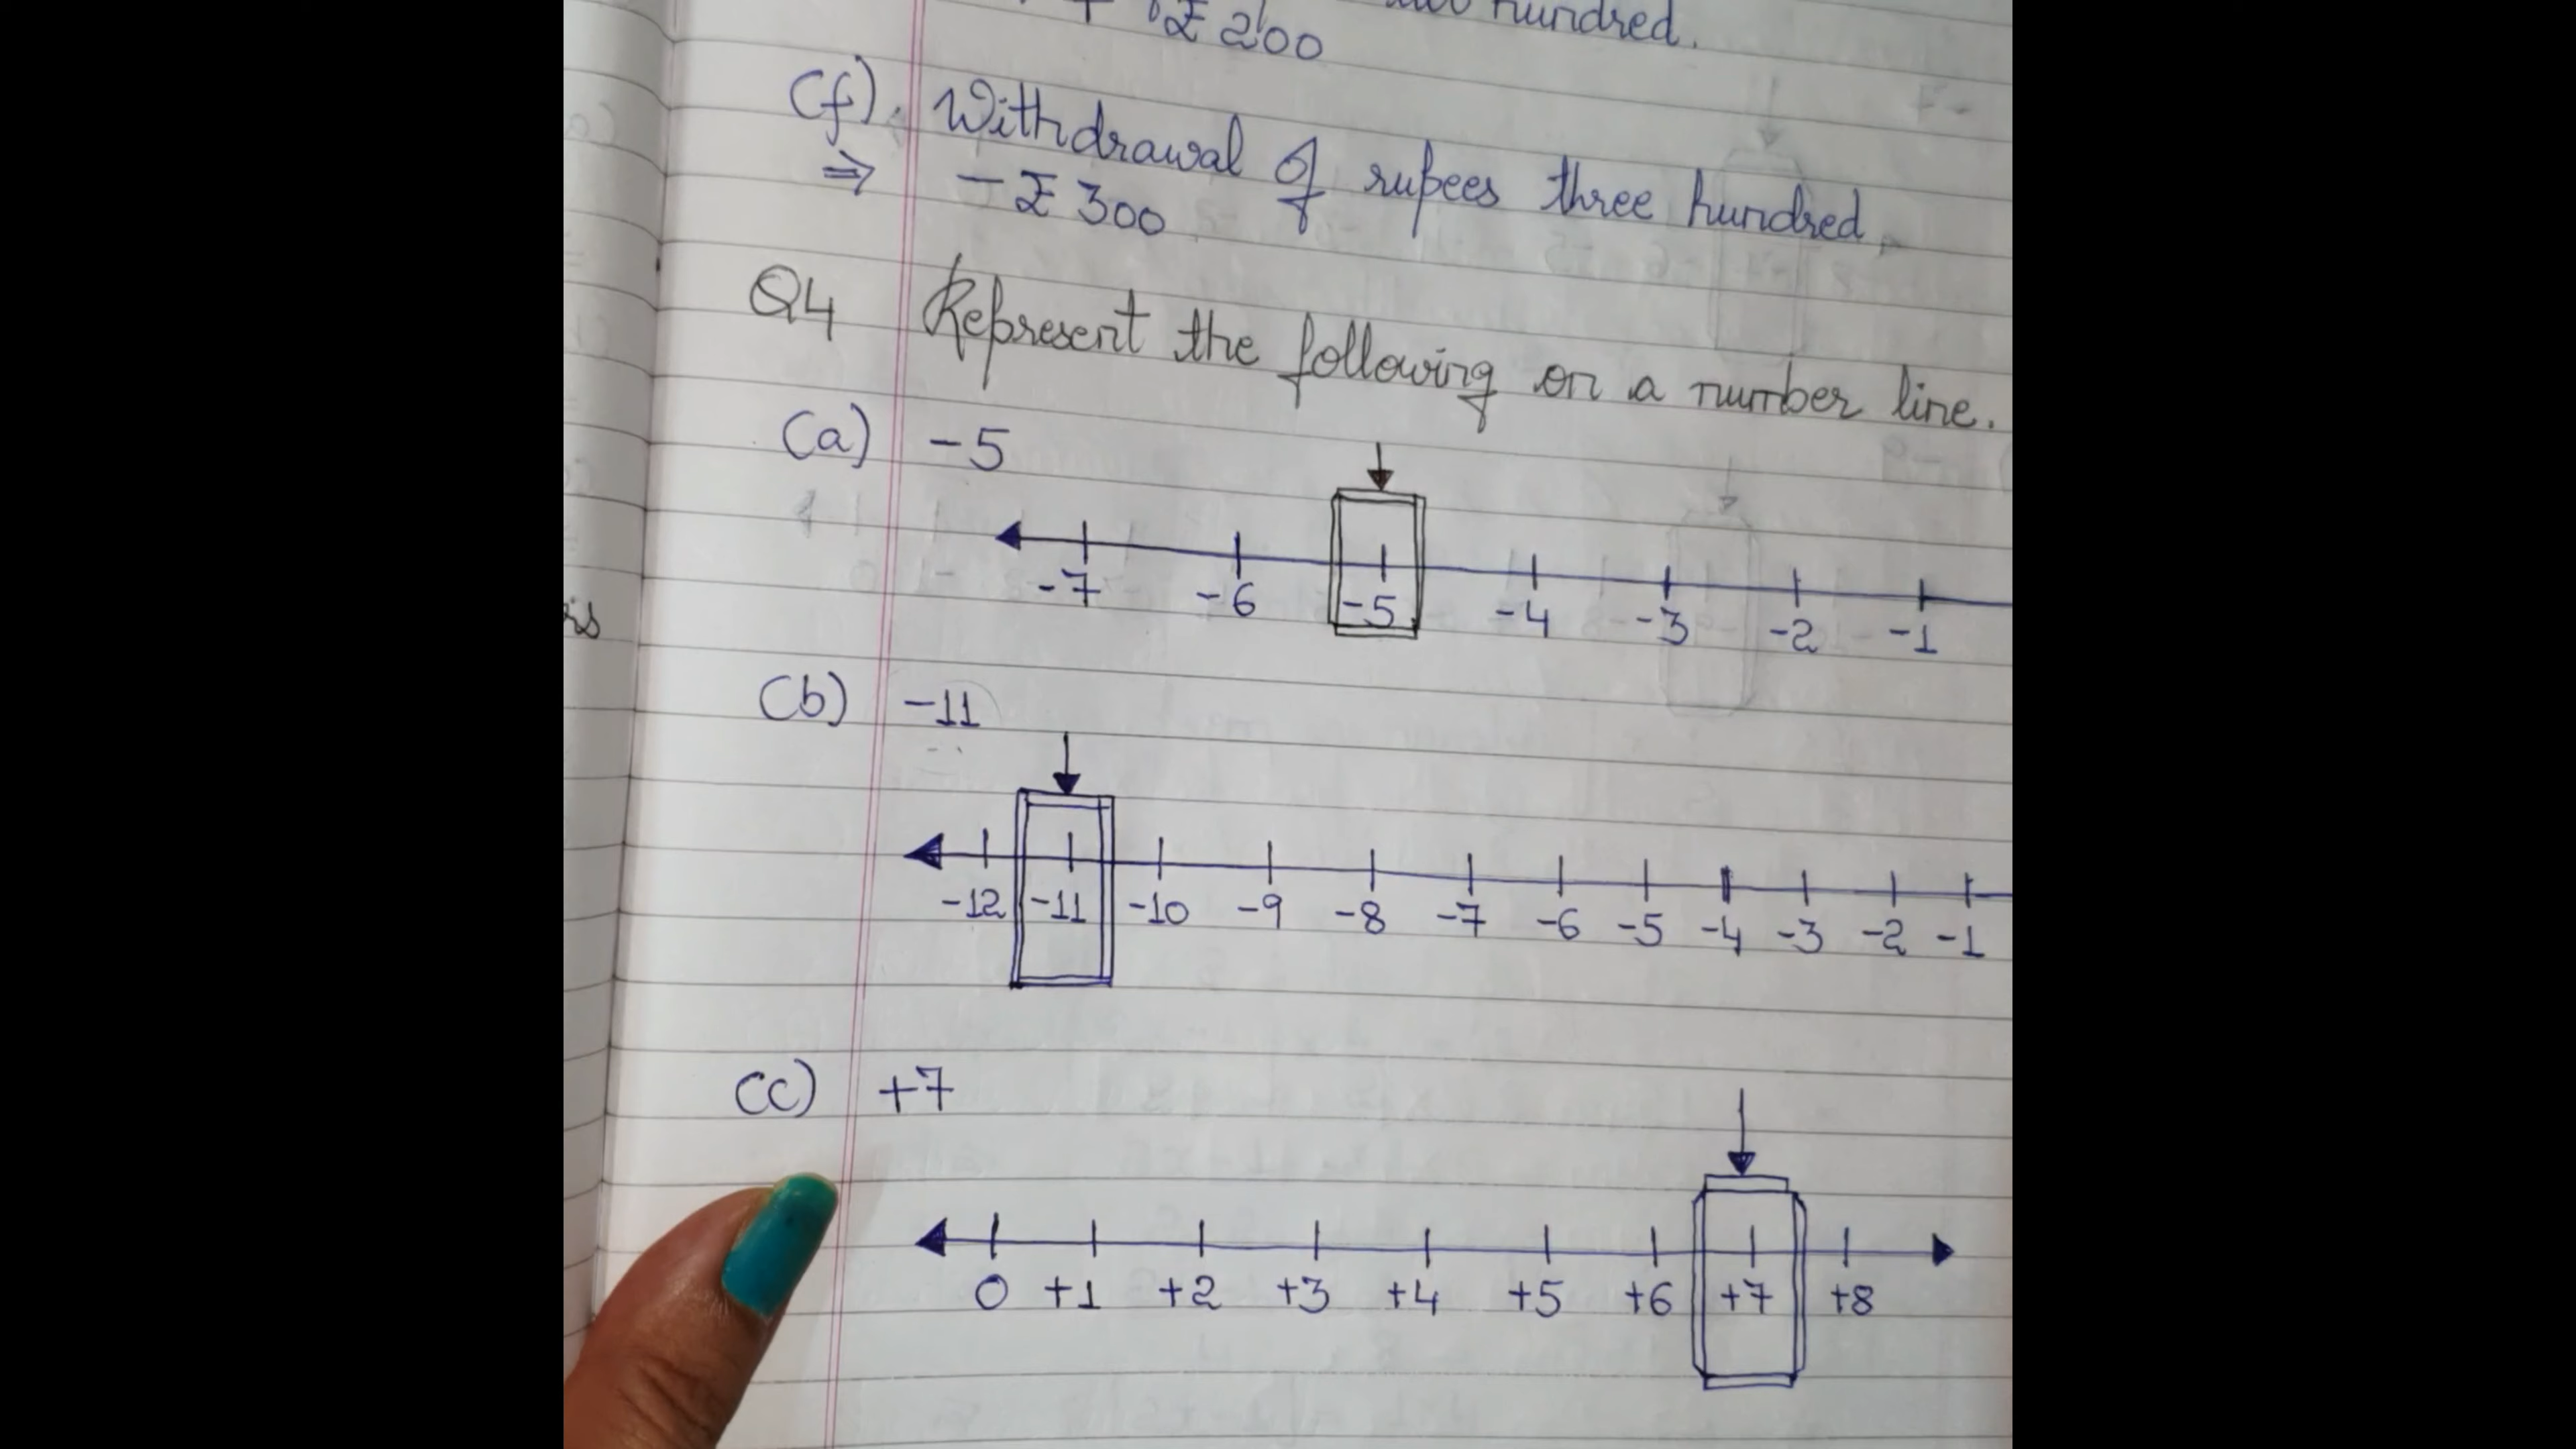 + ₹ 200 hundred.
(f). Withdrawal of rupees three hundred.
⇒ - ₹ 300
Q4 Represent the following on a number line.
(a) -5
-7 -6 -5 -4 -3 -2 -1
(b) -11
-12 -11 -10 -9 -8 -7 -6 -5 -4 -3 -2 -1
(c) +7
0 +1 +2 +3 +4 +5 +6 +7 +8